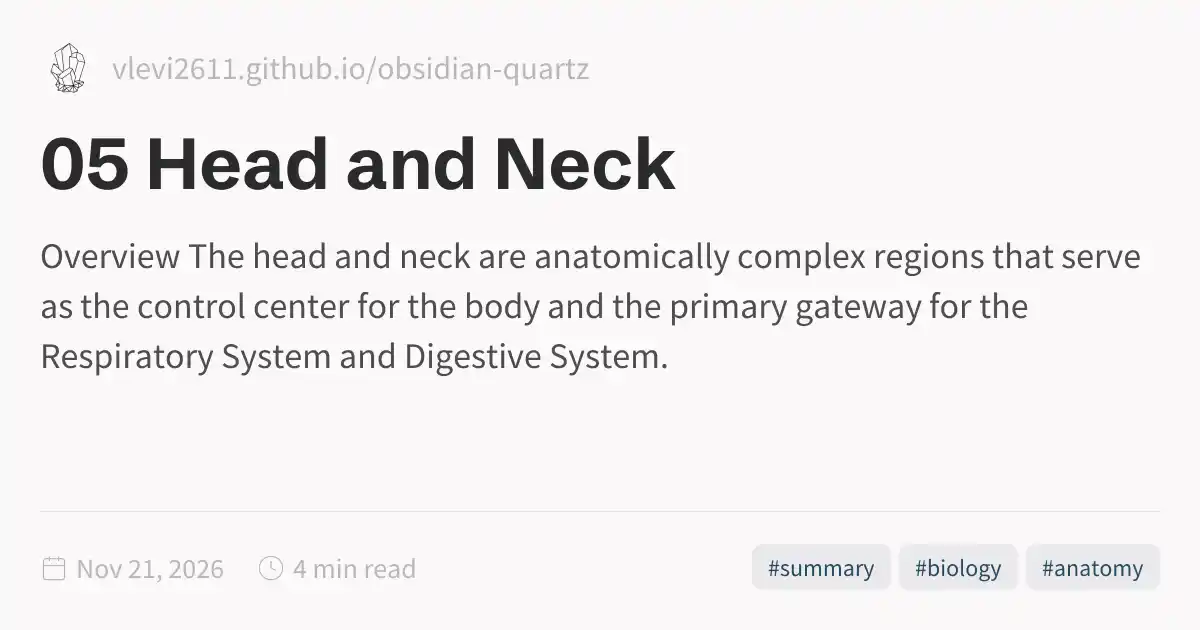 vlevi2611.github.io/obsidian-quartz
05 Head and Neck
Overview The head and neck are anatomically complex regions that serve
as the control center for the body and the primary gateway for the
Respiratory System and Digestive System.
Nov 21, 2026 4 min read #summary #biology #anatomy